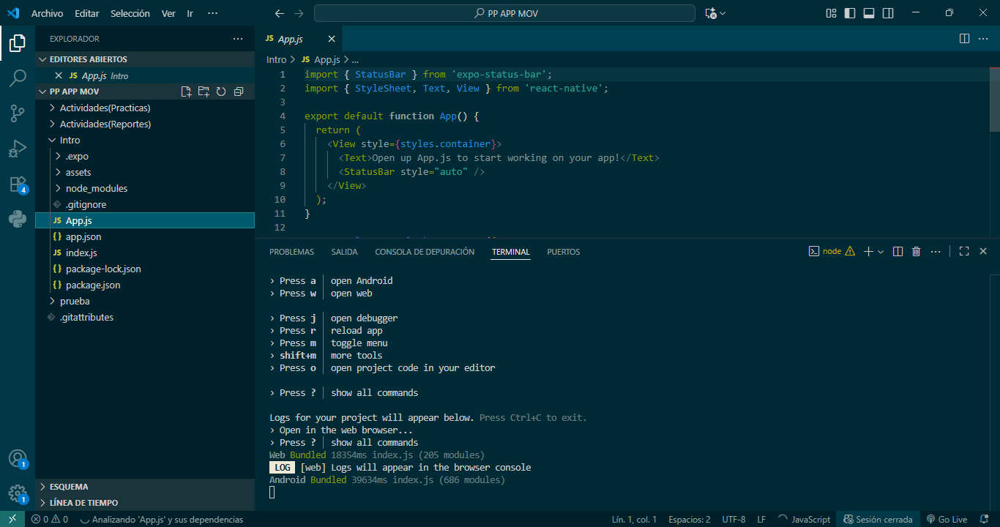 Archivo Editar Selección Ver Ir ··· PP APP MOV
EXPLORADOR ···
EDITORES ABIERTOS
JS App.js Intro
PP APP MOV
Actividades(Practicas)
Actividades(Reportes)
Intro
.expo
assets
node_modules
.gitignore
JS App.js
{} app.json
JS index.js
{} package-lock.json
{} package.json
prueba
.gitattributes
ESQUEMA
LÍNEA DE TIEMPO
4
1
1
JS App.js
Intro > JS App.js > ...
1 import { StatusBar } from 'expo-status-bar';
2 import { StyleSheet, Text, View } from 'react-native';
3
4 export default function App() {
5 return (
6 <View style={styles.container}>
7 <Text>Open up App.js to start working on your app!</Text>
8 <StatusBar style="auto" />
9 </View>
10 );
11 }
12
PROBLEMAS SALIDA CONSOLA DE DEPURACIÓN TERMINAL PUERTOS node
› Press a │ open Android
› Press w │ open web
› Press j │ open debugger
› Press r │ reload app
› Press m │ toggle menu
› shift+m │ more tools
› Press o │ open project code in your editor
› Press ? │ show all commands
Logs for your project will appear below. Press Ctrl+C to exit.
› Open in the web browser...
› Press ? │ show all commands
Web Bundled 18354ms index.js (205 modules)
LOG [web] Logs will appear in the browser console
Android Bundled 39634ms index.js (686 modules)
0 0 Analizando 'App.js' y sus dependencias Lín. 1, col. 1 Espacios: 2 UTF-8 LF JavaScript Sesión cerrada Go Live